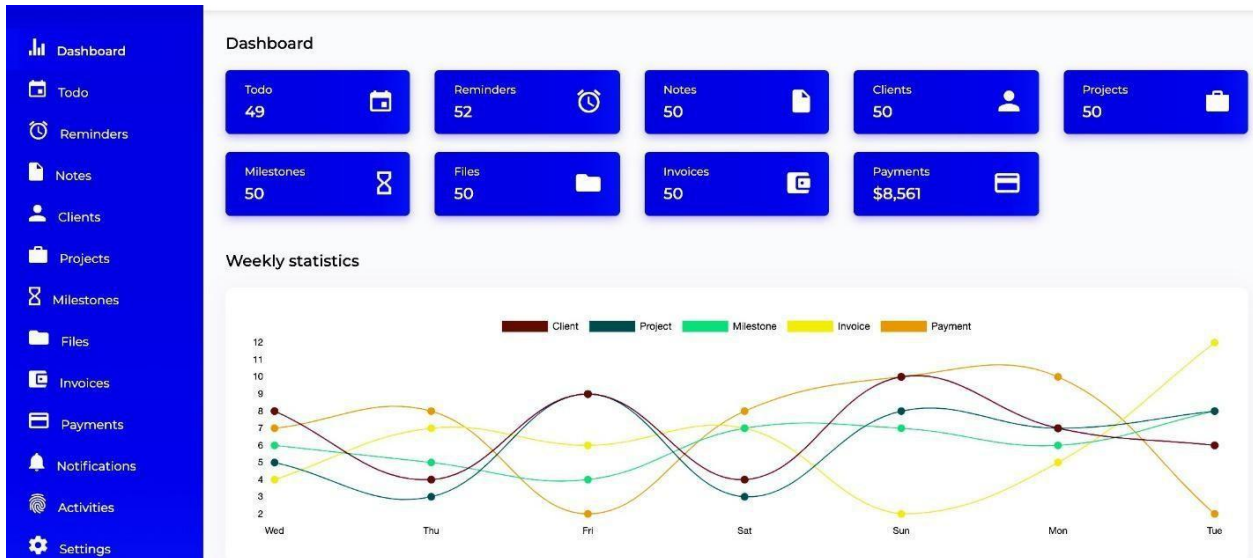 Dashboard
Todo
Reminders
Notes
Clients
Projects
Milestones
Files
Invoices
Payments
Notifications
Activities
Settings
Dashboard
Todo
49
Reminders
52
Notes
50
Clients
50
Projects
50
Milestones
50
Files
50
Invoices
50
Payments
$8,561
Weekly statistics
Client Project Milestone Invoice Payment
12
11
10
9
8
7
6
5
4
3
2
Wed Thu Fri Sat Sun Mon Tue